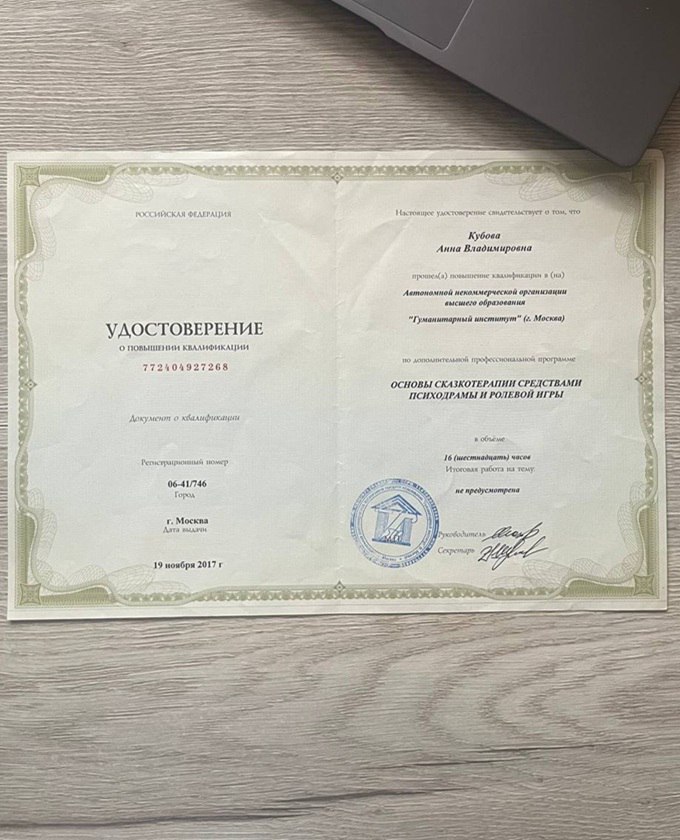 РОССИЙСКАЯ ФЕДЕРАЦИЯ
УДОСТОВЕРЕНИЕ
О ПОВЫШЕНИИ КВАЛИФИКАЦИИ
772404927268
Документ о квалификации
Регистрационный номер
06-41/746
Город
г. Москва
Дата выдачи
19 ноября 2017 г
Настоящее удостоверение свидетельствует о том, что
Кубова
Анна Владимировна
прошел(а) повышение квалификации в (на)
Автономной некоммерческой организации
высшего образования
"Гуманитарный институт" (г. Москва)
по дополнительной профессиональной программе
ОСНОВЫ СКАЗКОТЕРАПИИ СРЕДСТВАМИ
ПСИХОДРАМЫ И РОЛЕВОЙ ИГРЫ
в объёме
16 (шестнадцать) часов
Итоговая работа на тему
не предусмотрена
Руководитель
Секретарь